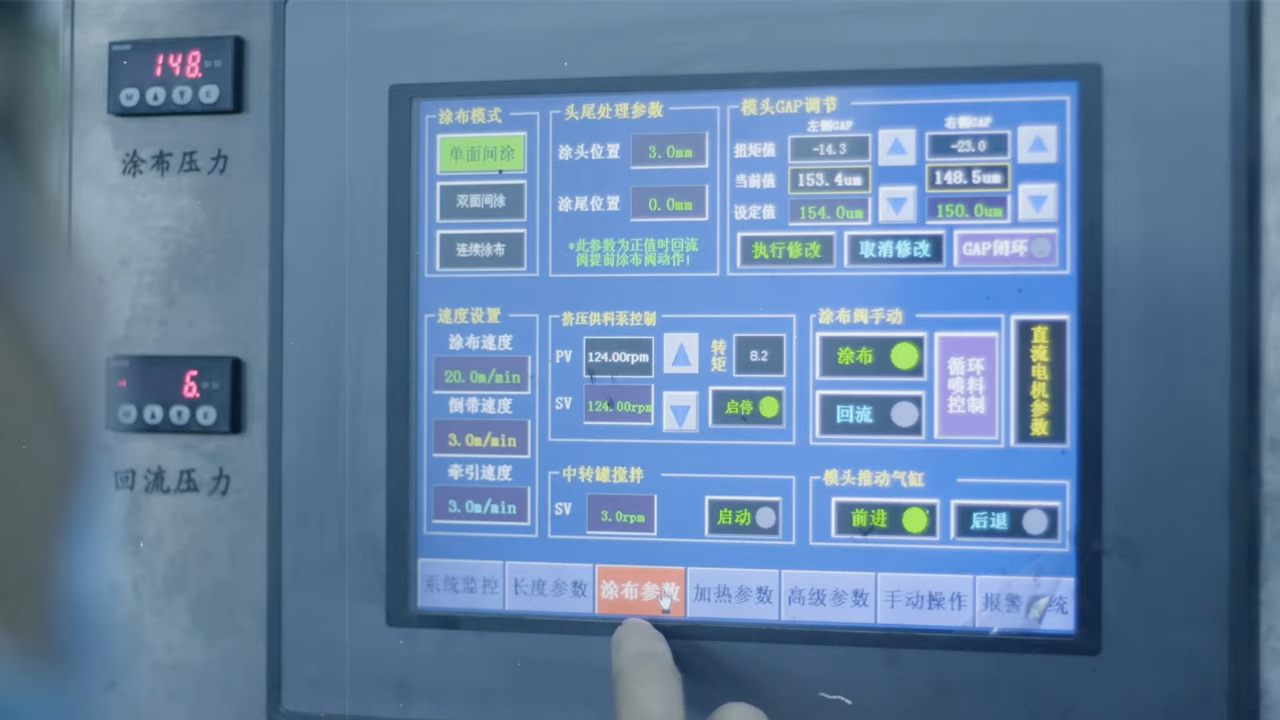 148.
涂布压力
6.
回流压力
涂布模式
单面间涂
双面间涂
连续涂布
头尾处理参数
涂头位置 3.0mm
涂尾位置 0.0mm
*此参数为正值时回流
阀提前涂布阀动作!
模头GAP调节
左侧GAP 右侧GAP
扭矩值 -14.3 -23.0
当前值 153.4um 148.5um
设定值 154.0um 150.0um
执行修改 取消修改 GAP闭环
速度设置
涂布速度
20.0m/min
倒带速度
3.0m/min
牵引速度
3.0m/min
挤压供料泵控制
PV 124.00rpm 转矩 8.2
SV 124.00rpm 启停
涂布阀手动
涂布
回流
循环喷料控制
直流电机参数
中转罐搅拌
SV 3.0rpm 启动
模头推动气缸
前进 后退
系统监控 长度参数 涂布参数 加热参数 高级参数 手动操作 报警 统